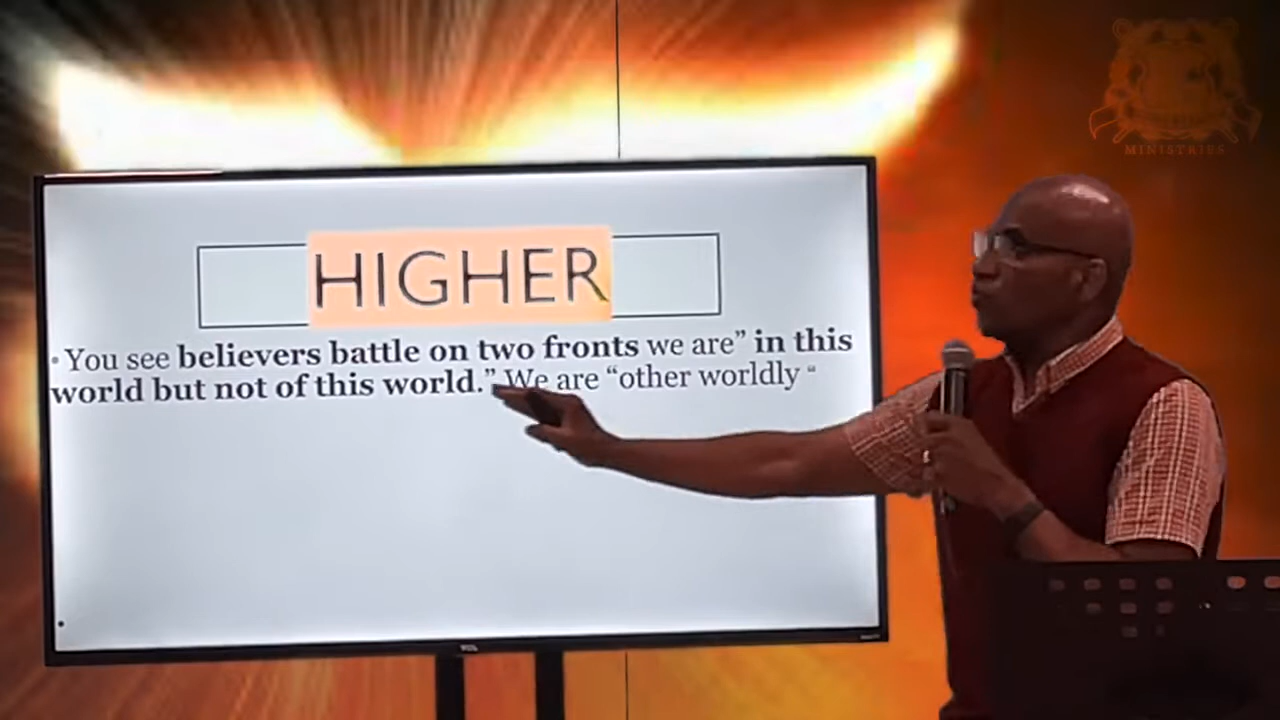 MINISTRIES
HIGHER
• You see believers battle on two fronts we are” in this
world but not of this world.” We are “other worldly “
TCL